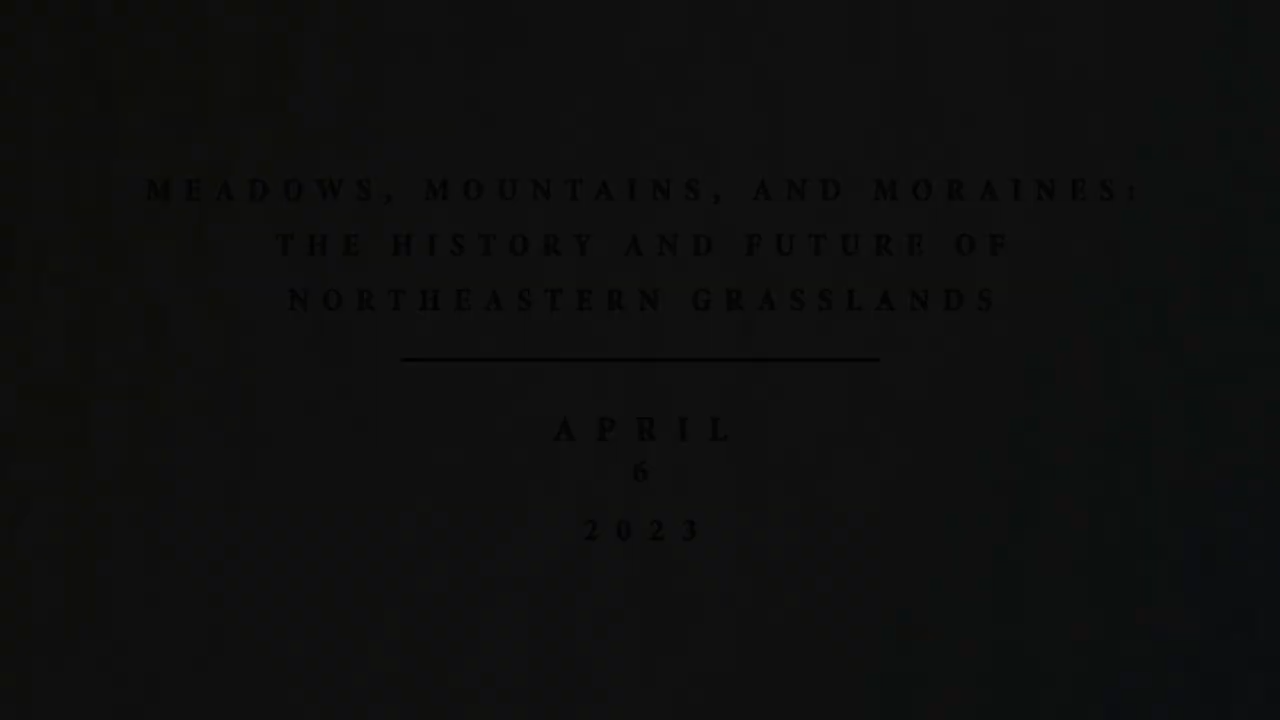 MEADOWS, MOUNTAINS, AND MORAINES:
THE HISTORY AND FUTURE OF
NORTHEASTERN GRASSLANDS
APRIL
6
2023